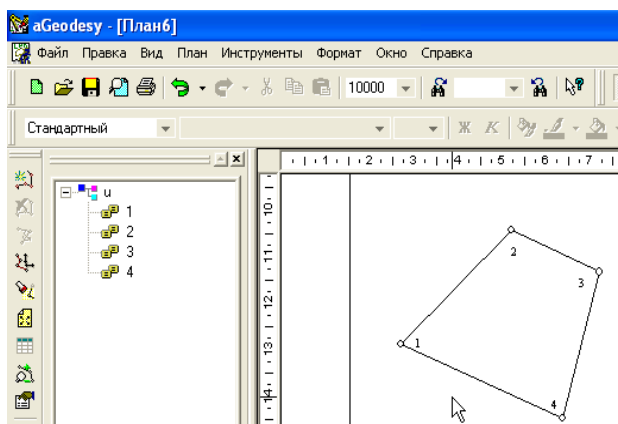 aGeodesy - [План6]
Файл Правка Вид План Инструменты Формат Окно Справка
10000
Стандартный Ж К
1 2 3 4 5 6 7
u
1
2
3
4
10
11
12
13
14
2
3
1
4